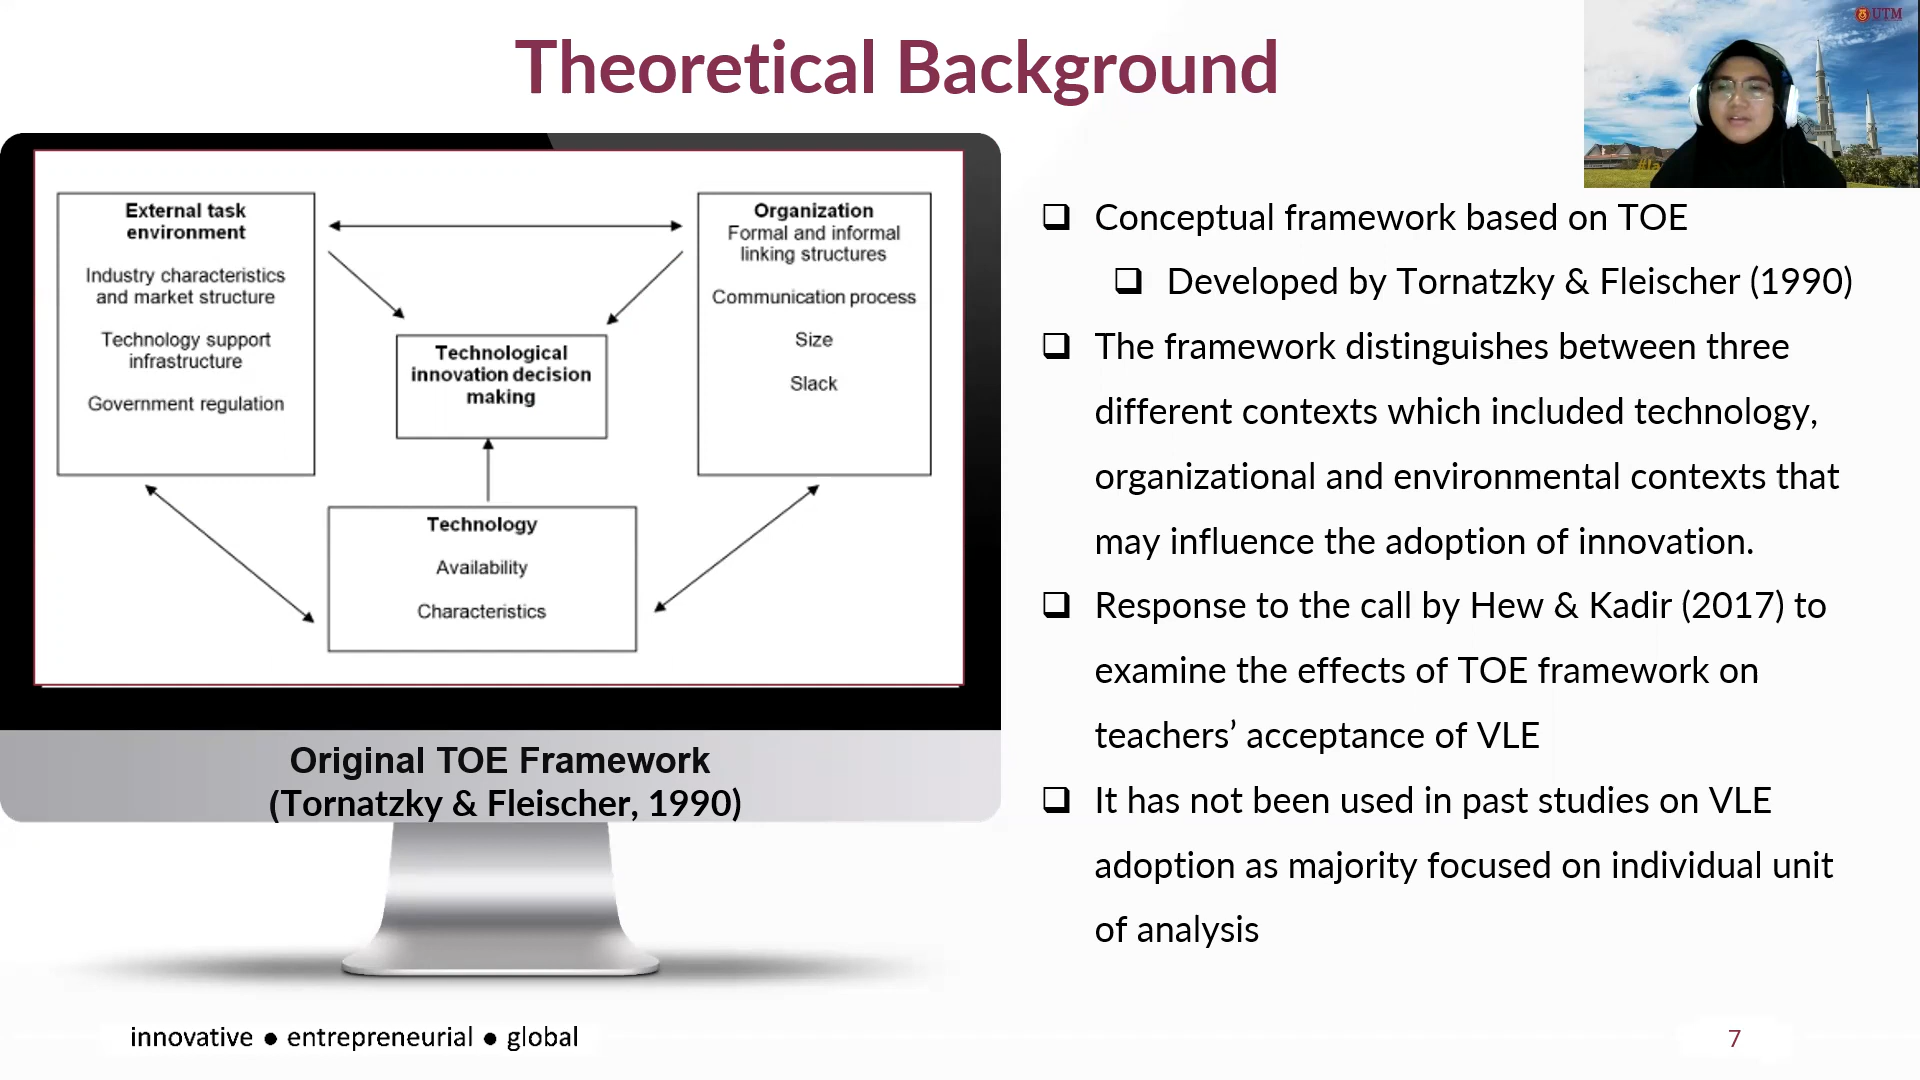 Theoretical Background
UTM
External task
environment
Industry characteristics
and market structure
Technology support
infrastructure
Government regulation
Organization
Formal and informal
linking structures
Communication process
Size
Slack
Technological
innovation decision
making
Technology
Availability
Characteristics
Original TOE Framework
(Tornatzky & Fleischer, 1990)
Conceptual framework based on TOE
Developed by Tornatzky & Fleischer (1990)
The framework distinguishes between three
different contexts which included technology,
organizational and environmental contexts that
may influence the adoption of innovation.
Response to the call by Hew & Kadir (2017) to
examine the effects of TOE framework on
teachers’ acceptance of VLE
It has not been used in past studies on VLE
adoption as majority focused on individual unit
of analysis
innovative ● entrepreneurial ● global
7